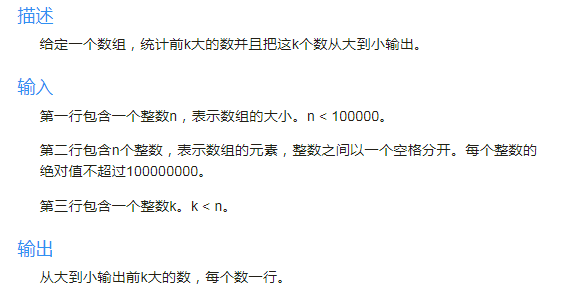 描述
给定一个数组，统计前k大的数并且把这k个数从大到小输出。
输入
第一行包含一个整数n，表示数组的大小。n < 100000。
第二行包含n个整数，表示数组的元素，整数之间以一个空格分开。每个整数的
绝对值不超过100000000。
第三行包含一个整数k。k < n。
输出
从大到小输出前k大的数，每个数一行。